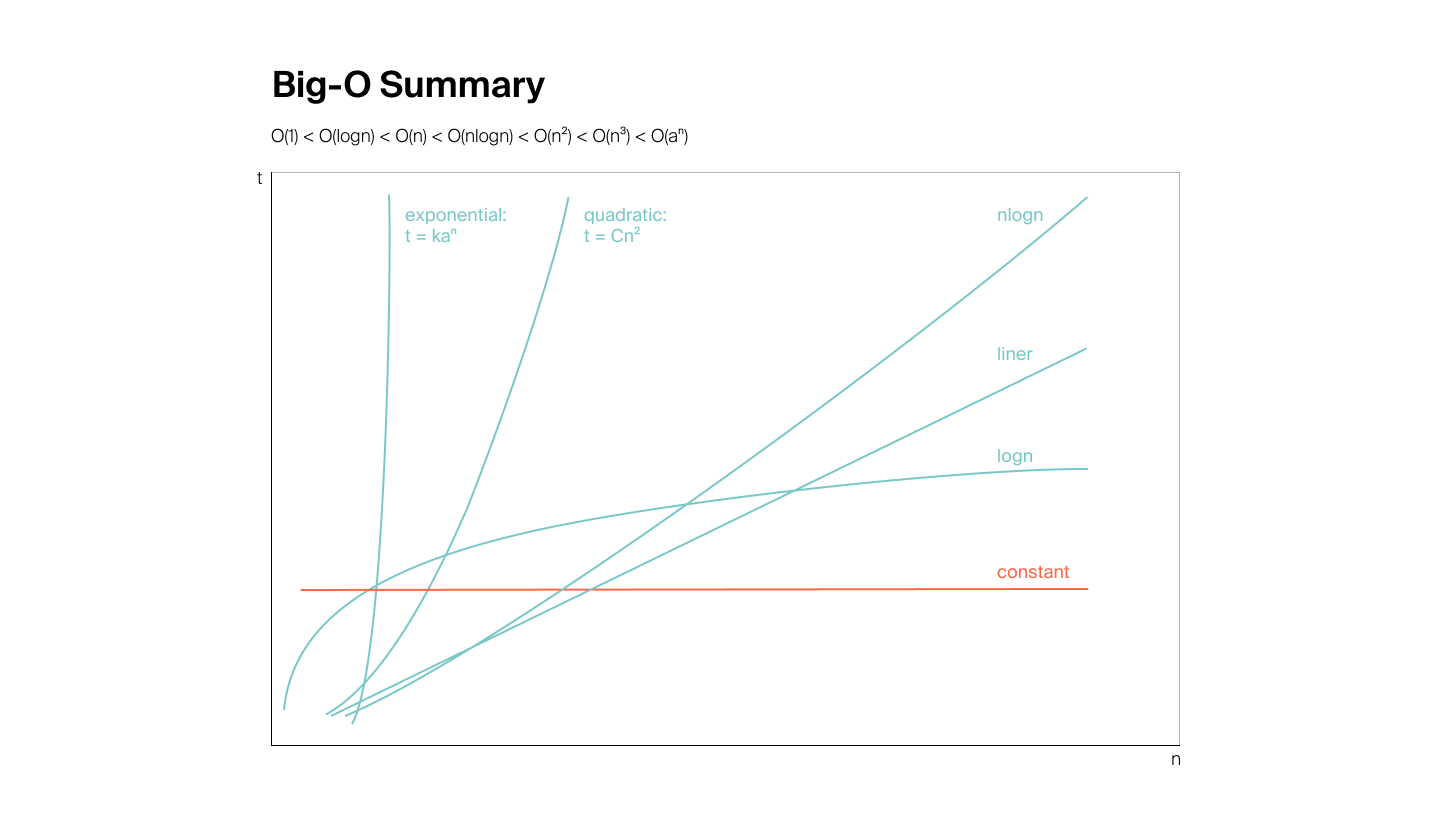 Big-O Summary
O(1) < O(logn) < O(n) < O(nlogn) < O(n²) < O(n³) < O(aⁿ)
t
exponential:
t = kaⁿ
quadratic:
t = Cn²
nlogn
liner
logn
constant
n